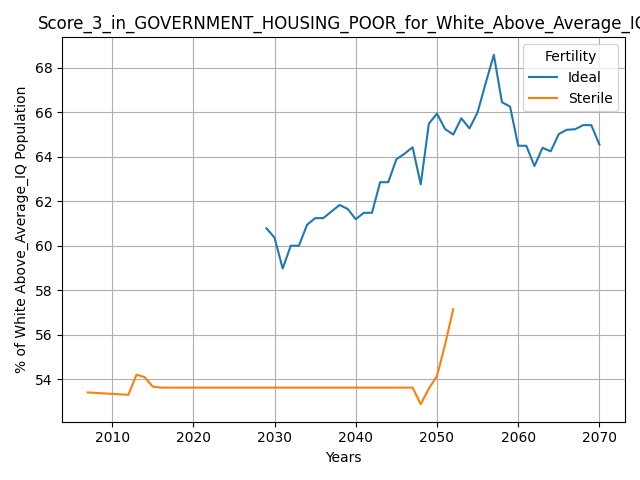 Score_3_in_GOVERNMENT_HOUSING_POOR_for_White_Above_Average_IQ
Fertility
Ideal
Sterile
% of White Above_Average_IQ Population
68
66
64
62
60
58
56
54
2010 2020 2030 2040 2050 2060 2070
Years